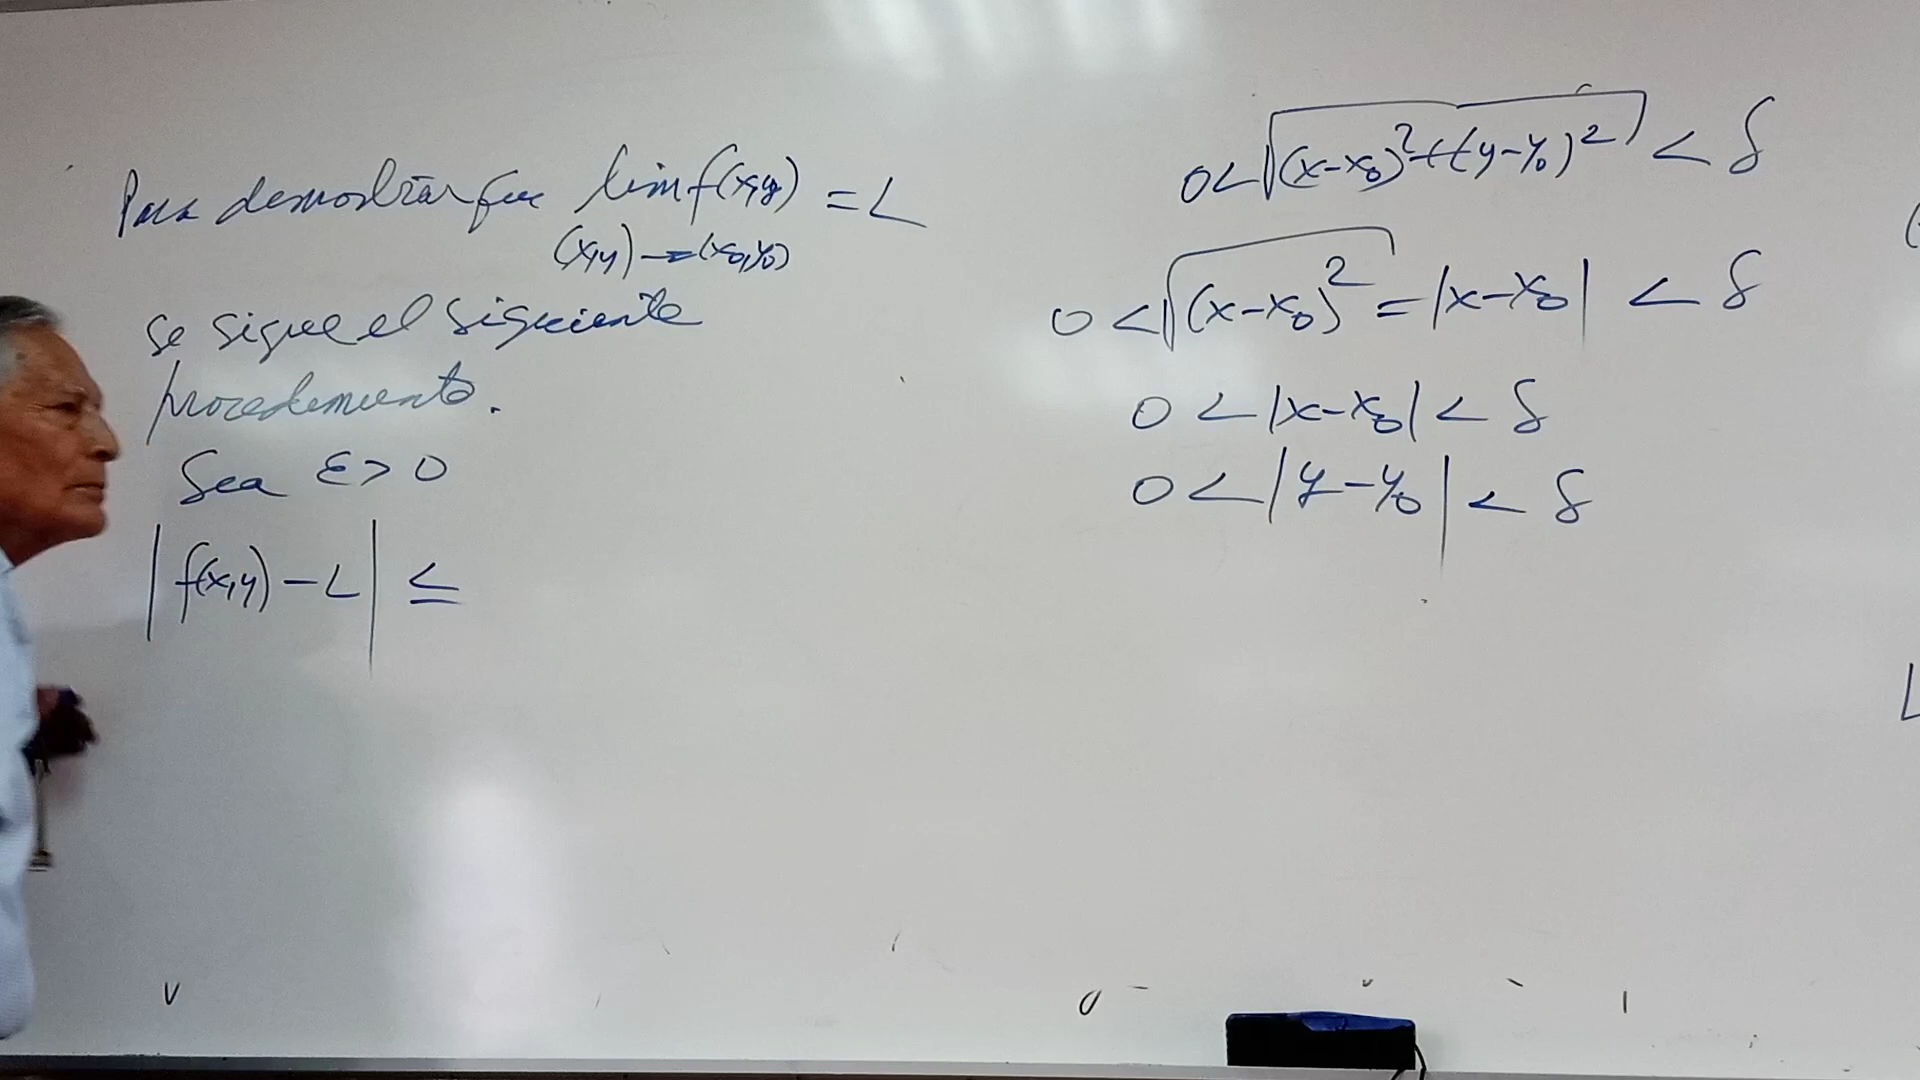 Para demostrar que lim f(x,y) = L
(x,y)→(x₀,y₀)
se sigue el siguiente
procedimiento.
Sea ε > 0
|f(x,y) - L| ≤
0 < √((x-x₀)² + (y-y₀)²) < δ
0 < √(x-x₀)² = |x-x₀| < δ
0 < |x-x₀| < δ
0 < |y-y₀| < δ